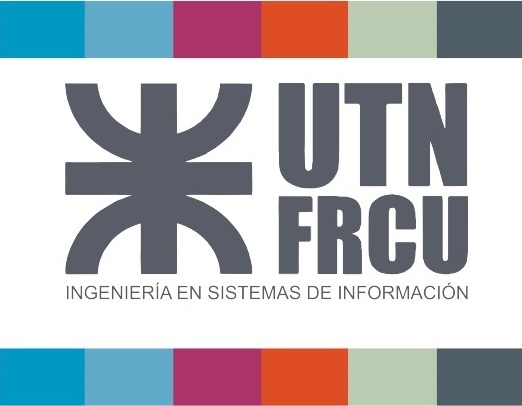 UTN
FRCU
INGENIERÍA EN SISTEMAS DE INFORMACIÓN